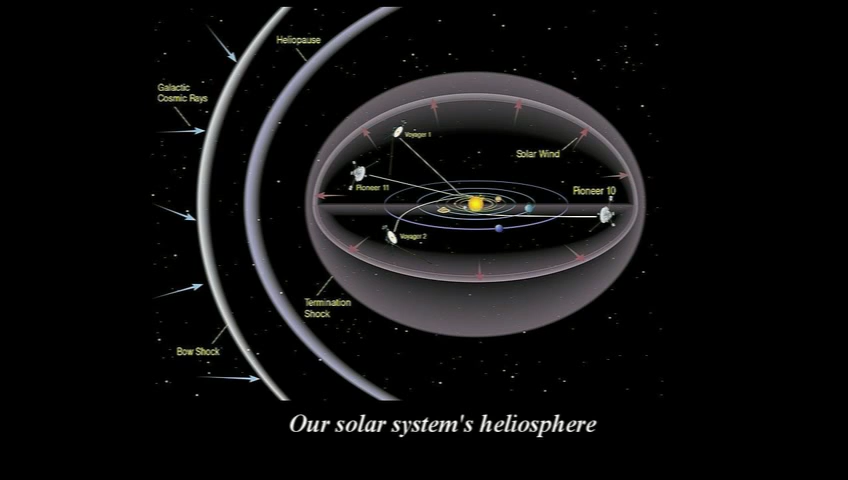 Heliopause
Galactic
Cosmic Rays
Voyager 1
Solar Wind
Pioneer 11
Pioneer 10
Voyager 2
Termination
Shock
Bow Shock
Our solar system's heliosphere